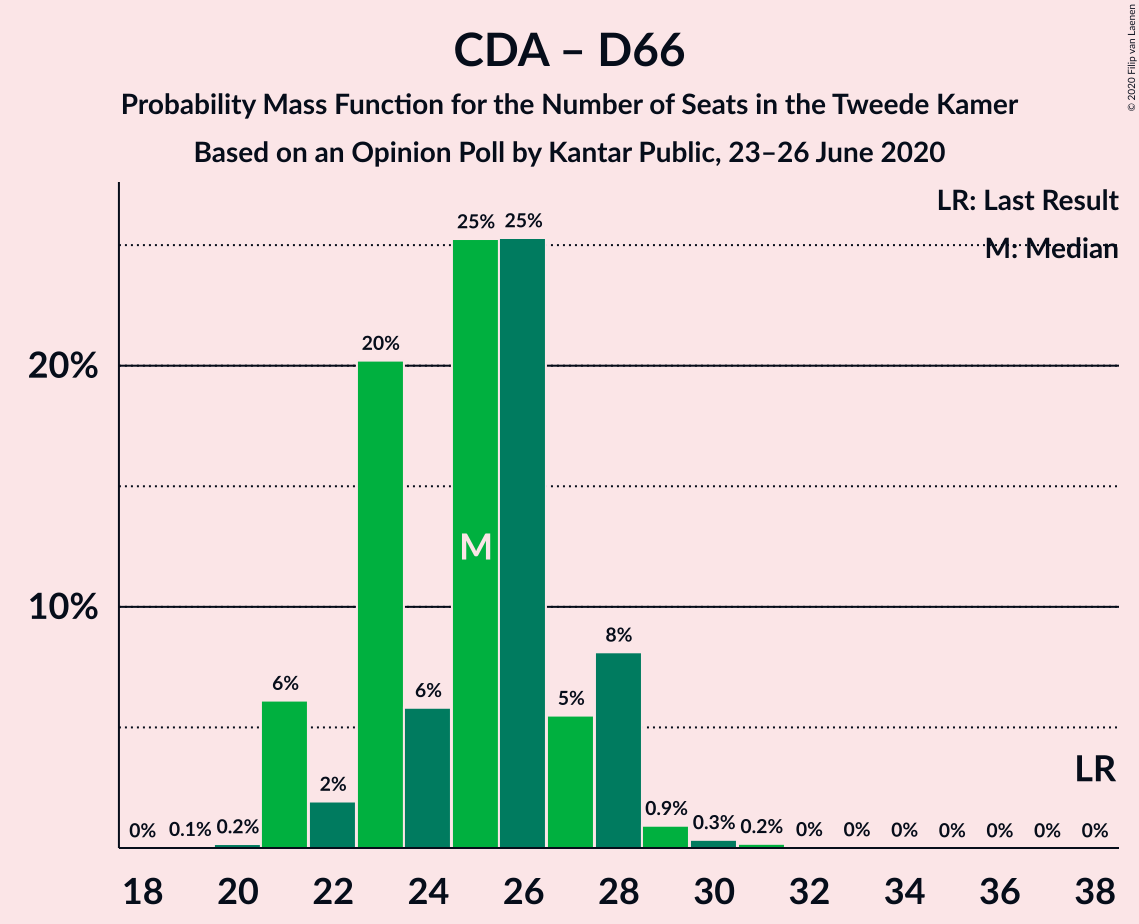 CDA – D66
Probability Mass Function for the Number of Seats in the Tweede Kamer
Based on an Opinion Poll by Kantar Public, 23–26 June 2020
© 2020 Filip van Laenen
LR: Last Result
M: Median
25% 25%
20%
20%
M
10%
8%
6% 6% 5%
LR
2%
0% 0.1% 0.2% 0.9% 0.3% 0.2% 0% 0% 0% 0% 0% 0% 0%
18 20 22 24 26 28 30 32 34 36 38